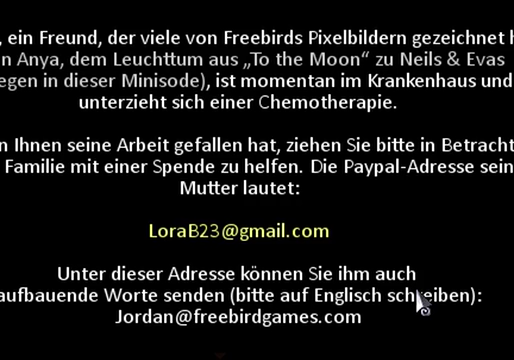 , ein Freund, der viele von Freebirds Pixelbildern gezeichnet h
n Anya, dem Leuchttum aus „To the Moon“ zu Neils & Evas
egen in dieser Minisode), ist momentan im Krankenhaus und
unterzieht sich einer Chemotherapie.
n Ihnen seine Arbeit gefallen hat, ziehen Sie bitte in Betracht
Familie mit einer Spende zu helfen. Die Paypal-Adresse sein
Mutter lautet:
LoraB23@gmail.com
Unter dieser Adresse können Sie ihm auch
aufbauende Worte senden (bitte auf Englisch schreiben):
Jordan@freebirdgames.com